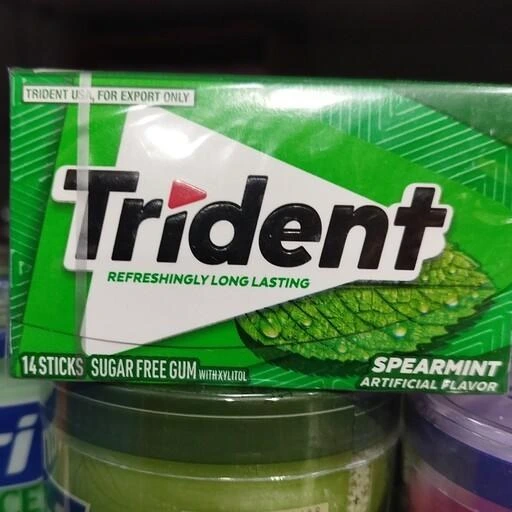 TRIDENT USA, FOR EXPORT ONLY
Trident
REFRESHINGLY LONG LASTING
14 STICKS SUGAR FREE GUM WITH XYLITOL
SPEARMINT
ARTIFICIAL FLAVOR